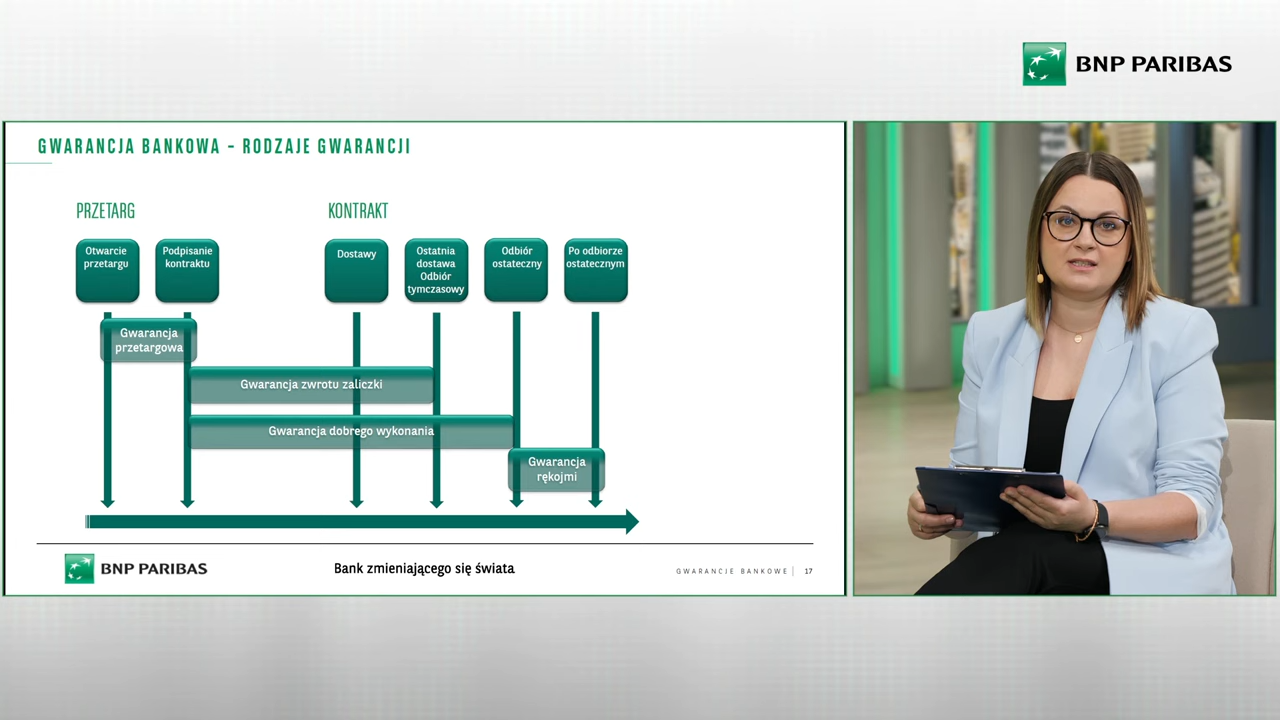 BNP PARIBAS
GWARANCJA BANKOWA – RODZAJE GWARANCJI
PRZETARG
KONTRAKT
Otwarcie
przetargu
Podpisanie
kontraktu
Dostawy
Ostatnia
dostawa
Odbiór
tymczasowy
Odbiór
ostateczny
Po odbiorze
ostatecznym
Gwarancja
przetargowa
Gwarancja zwrotu zaliczki
Gwarancja dobrego wykonania
Gwarancja
rękojmi
BNP PARIBAS
Bank zmieniającego się świata
GWARANCJE BANKOWE | 17